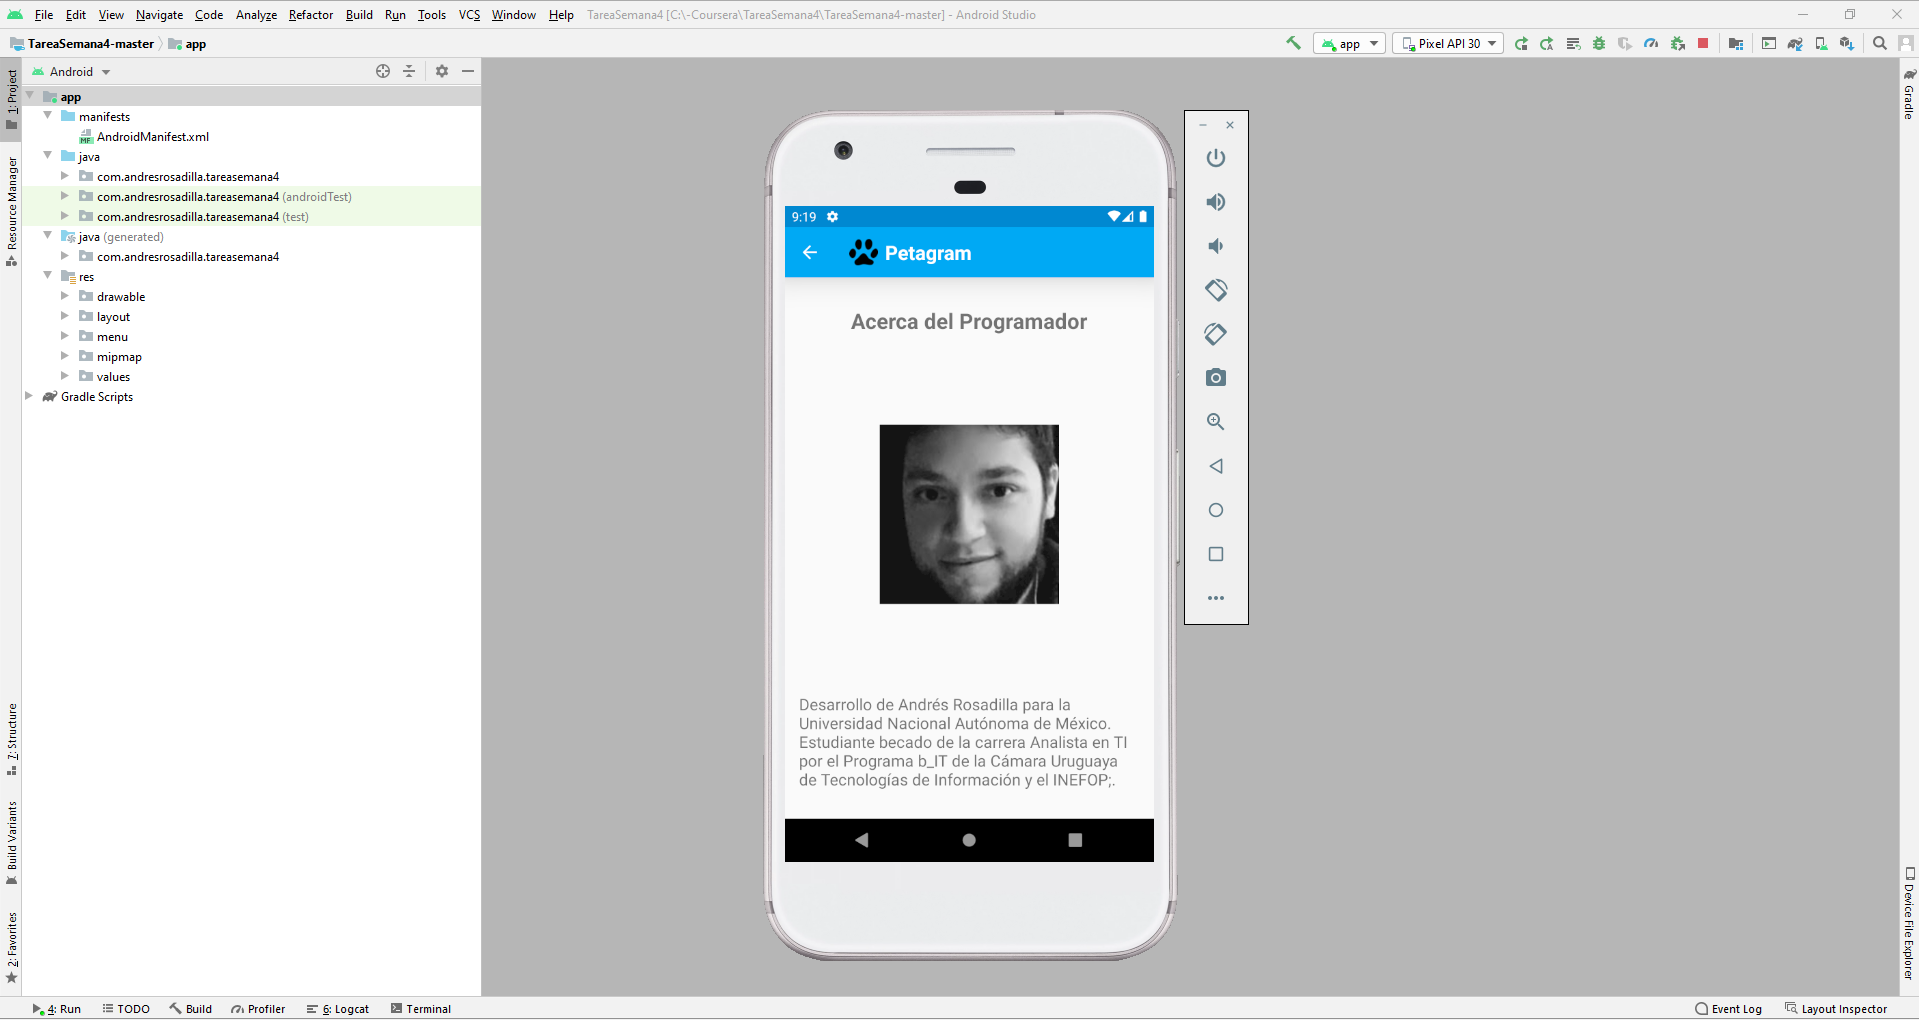 File Edit View Navigate Code Analyze Refactor Build Run Tools VCS Window Help TareaSemana4 [C:\-Coursera\TareaSemana4\TareaSemana4-master] - Android Studio
TareaSemana4-master app
app Pixel API 30
Android
app
manifests
AndroidManifest.xml
java
com.andresrosadilla.tareasemana4
com.andresrosadilla.tareasemana4 (androidTest)
com.andresrosadilla.tareasemana4 (test)
java (generated)
com.andresrosadilla.tareasemana4
res
drawable
layout
menu
mipmap
values
Gradle Scripts
1: Project
Resource Manager
7: Structure
Build Variants
2: Favorites
9:19
Petagram
Acerca del Programador
Desarrollo de Andrés Rosadilla para la
Universidad Nacional Autónoma de México.
Estudiante becado de la carrera Analista en TI
por el Programa b_IT de la Cámara Uruguaya
de Tecnologías de Información y el INEFOP;.
Gradle
Device File Explorer
4: Run TODO Build Profiler 6: Logcat Terminal
Event Log Layout Inspector